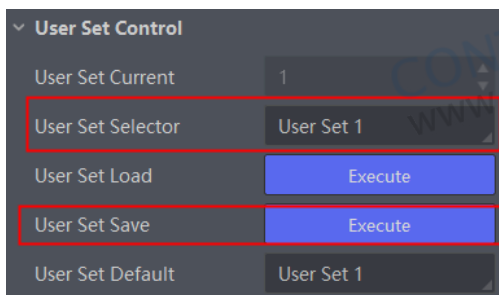 User Set Control
User Set Current 1
User Set Selector User Set 1
User Set Load Execute
User Set Save Execute
User Set Default User Set 1